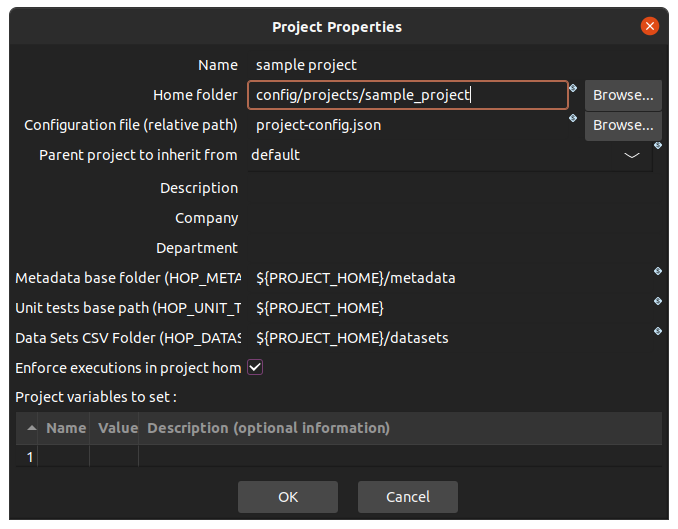 Project Properties
Name sample project
Home folder config/projects/sample_project Browse...
Configuration file (relative path) project-config.json Browse...
Parent project to inherit from default
Description
Company
Department
Metadata base folder (HOP_META ${PROJECT_HOME}/metadata
Unit tests base path (HOP_UNIT_T ${PROJECT_HOME}
Data Sets CSV Folder (HOP_DATAS ${PROJECT_HOME}/datasets
Enforce executions in project hom
Project variables to set :
Name Value Description (optional information)
1
OK Cancel